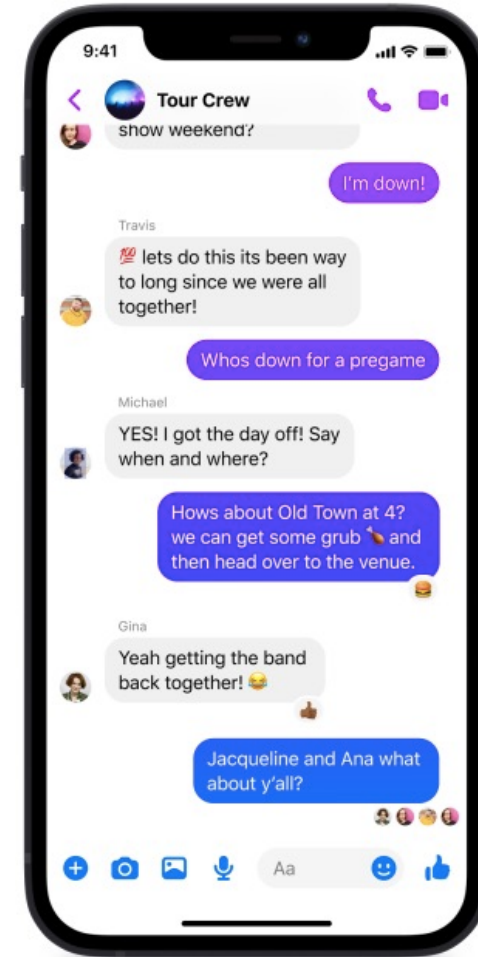 9:41
Tour Crew
show weekend?
I'm down!
Travis
💯 lets do this its been way
to long since we were all
together!
Whos down for a pregame
Michael
YES! I got the day off! Say
when and where?
Hows about Old Town at 4?
we can get some grub 🍗 and
then head over to the venue.
Gina
Yeah getting the band
back together! 😂
Jacqueline and Ana what
about y'all?
Aa